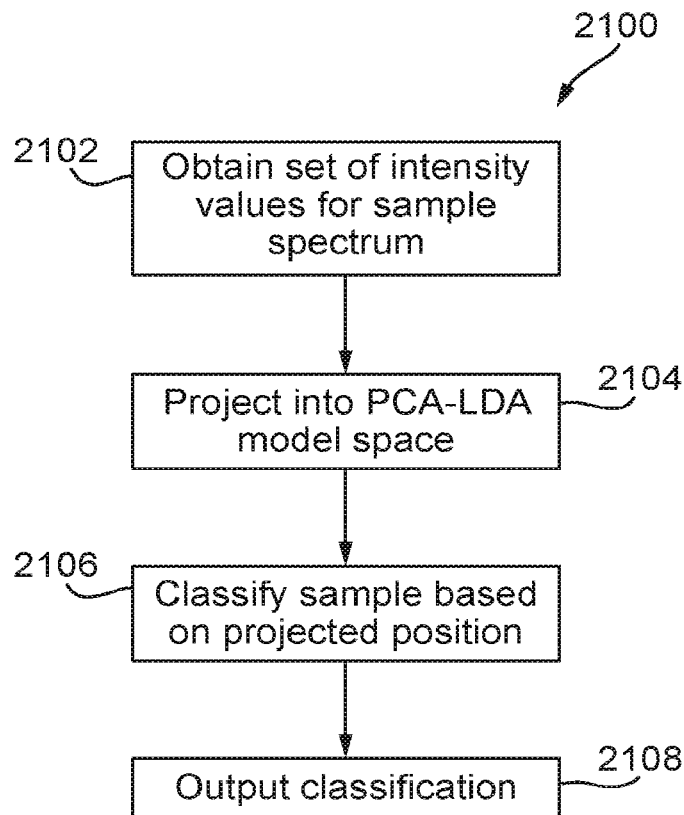 2100
2102
Obtain set of intensity
values for sample
spectrum
2104
Project into PCA-LDA
model space
2106
Classify sample based
on projected position
2108
Output classification